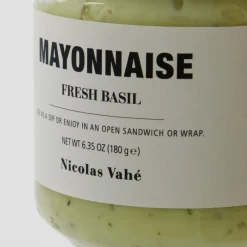 MAYONNAISE
FRESH BASIL
AS A DIP OR ENJOY IN AN OPEN SANDWICH OR WRAP.
NET WT 6.35 OZ (180 g ℮)
Nicolas Vahé